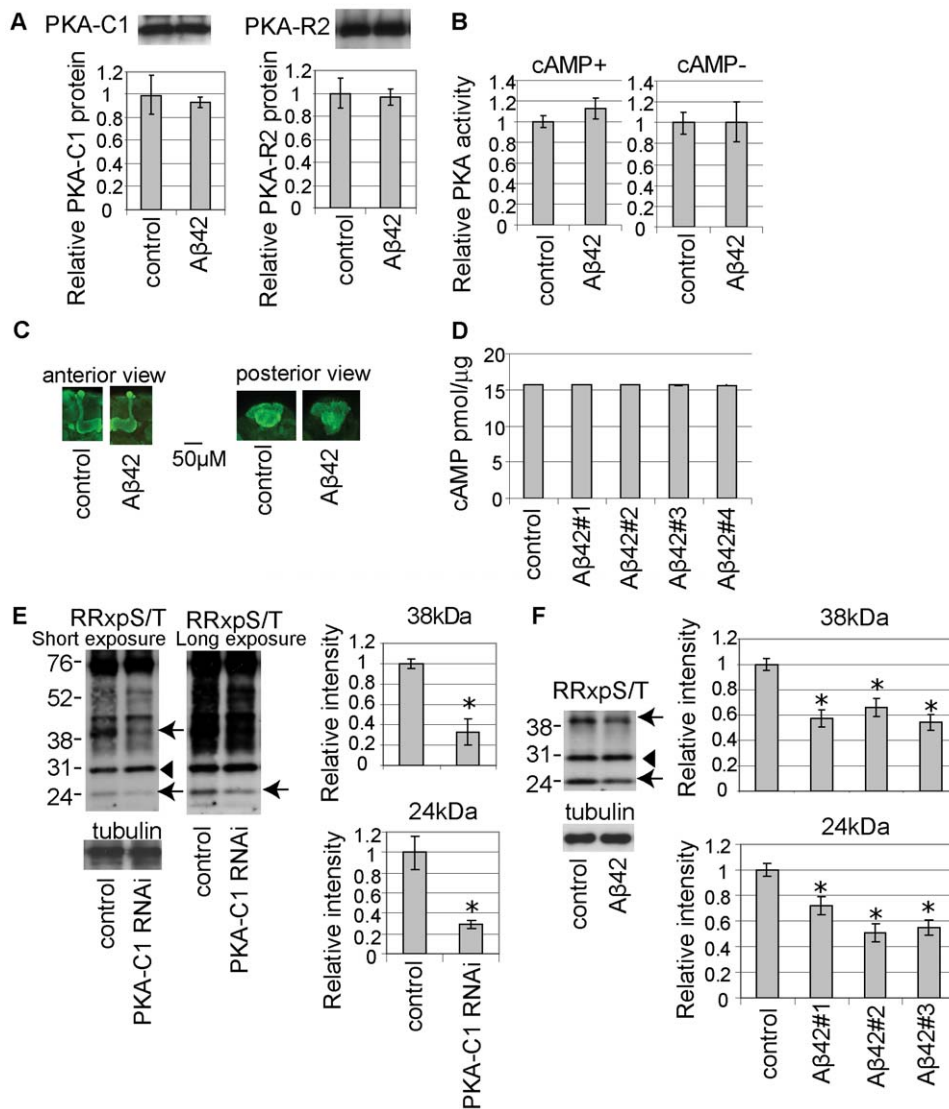 A
PKA-C1
PKA-R2
Relative PKA-C1 protein
1.2
1
0.8
0.6
0.4
0.2
0
control
Aβ42
Relative PKA-R2 protein
1.2
1
0.8
0.6
0.4
0.2
0
control
Aβ42
B
cAMP+
cAMP-
Relative PKA activity
1.4
1.2
1
0.8
0.6
0.4
0.2
0
control
Aβ42
1.4
1.2
1
0.8
0.6
0.4
0.2
0
control
Aβ42
C
anterior view
posterior view
control
Aβ42
50µM
control
Aβ42
D
cAMP pmol/µg
20
15
10
5
0
control
Aβ42#1
Aβ42#2
Aβ42#3
Aβ42#4
E
RRxpS/T
RRxpS/T
Short exposure
Long exposure
76-
52-
38-
31-
24-
tubulin
control
PKA-C1 RNAi
control
PKA-C1 RNAi
38kDa
Relative intensity
1.2
1
0.8
0.6
0.4
0.2
0
*
24kDa
Relative intensity
1.2
1
0.8
0.6
0.4
0.2
0
*
control
PKA-C1 RNAi
F
RRxpS/T
38-
31-
24-
tubulin
control
Aβ42
38kDa
Relative intensity
1.2
1
0.8
0.6
0.4
0.2
0
* * *
24kDa
Relative intensity
1.2
1
0.8
0.6
0.4
0.2
0
* * *
control
Aβ42#1
Aβ42#2
Aβ42#3